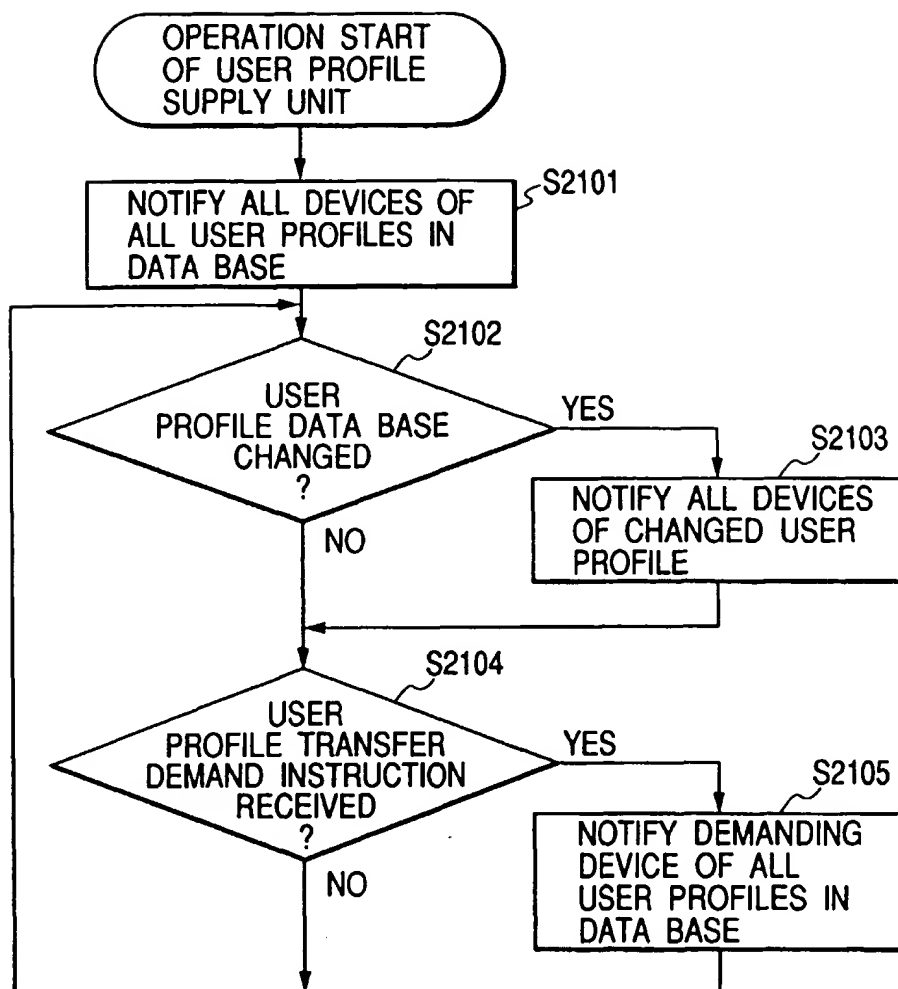 OPERATION START
OF USER PROFILE
SUPPLY UNIT
S2101
NOTIFY ALL DEVICES OF
ALL USER PROFILES IN
DATA BASE
S2102
USER
PROFILE DATA BASE
CHANGED
?
YES
NO
S2103
NOTIFY ALL DEVICES
OF CHANGED USER
PROFILE
S2104
USER
PROFILE TRANSFER
DEMAND INSTRUCTION
RECEIVED
?
YES
NO
S2105
NOTIFY DEMANDING
DEVICE OF ALL
USER PROFILES IN
DATA BASE